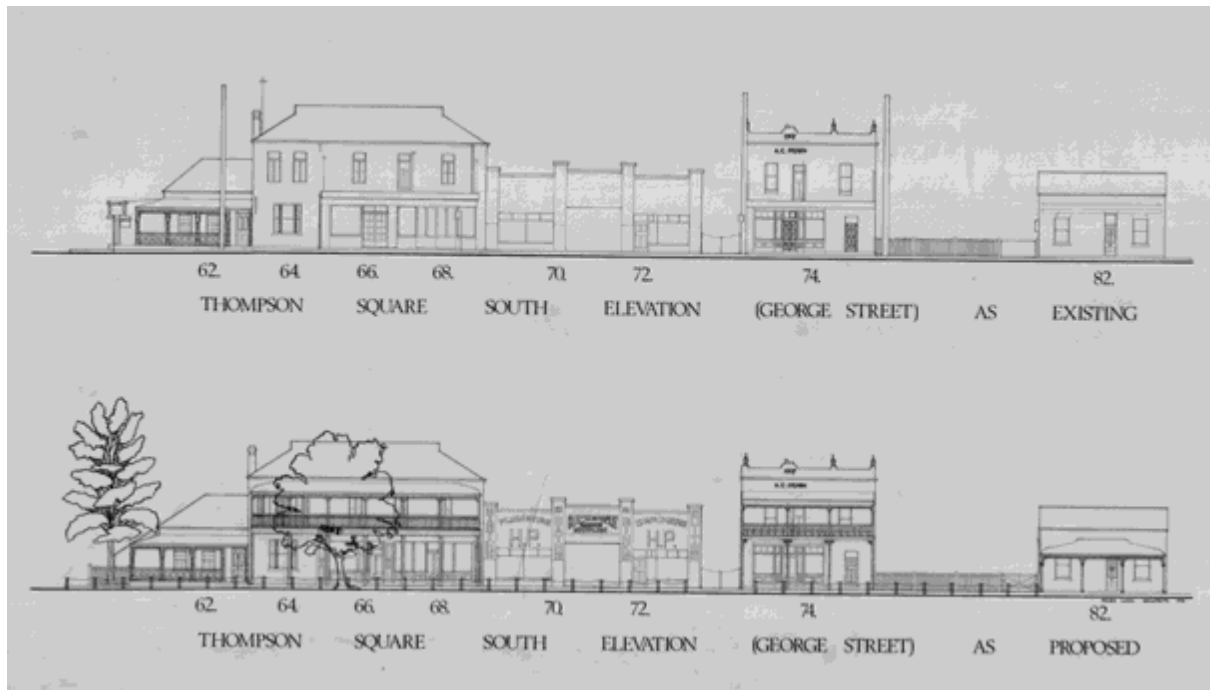 62. 64. 66. 68. 70. 72. 74. 82.
THOMPSON SQUARE SOUTH ELEVATION (GEORGE STREET) AS EXISTING
H.P. H.P.
62. 64. 66. 68. 70. 72. 74. 82.
THOMPSON SQUARE SOUTH ELEVATION (GEORGE STREET) AS PROPOSED